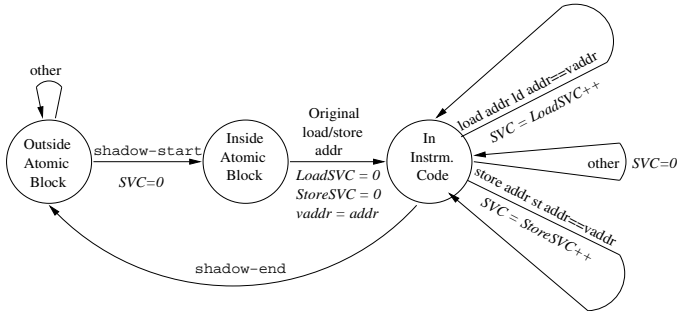 other
Outside
Atomic
Block
shadow-start
SVC=0
Inside
Atomic
Block
Original
load/store
addr
LoadSVC = 0
StoreSVC = 0
vaddr = addr
In
Instrm.
Code
load addr ld addr==vaddr
SVC = LoadSVC++
other
SVC=0
store addr st addr==vaddr
SVC = StoreSVC++
shadow-end